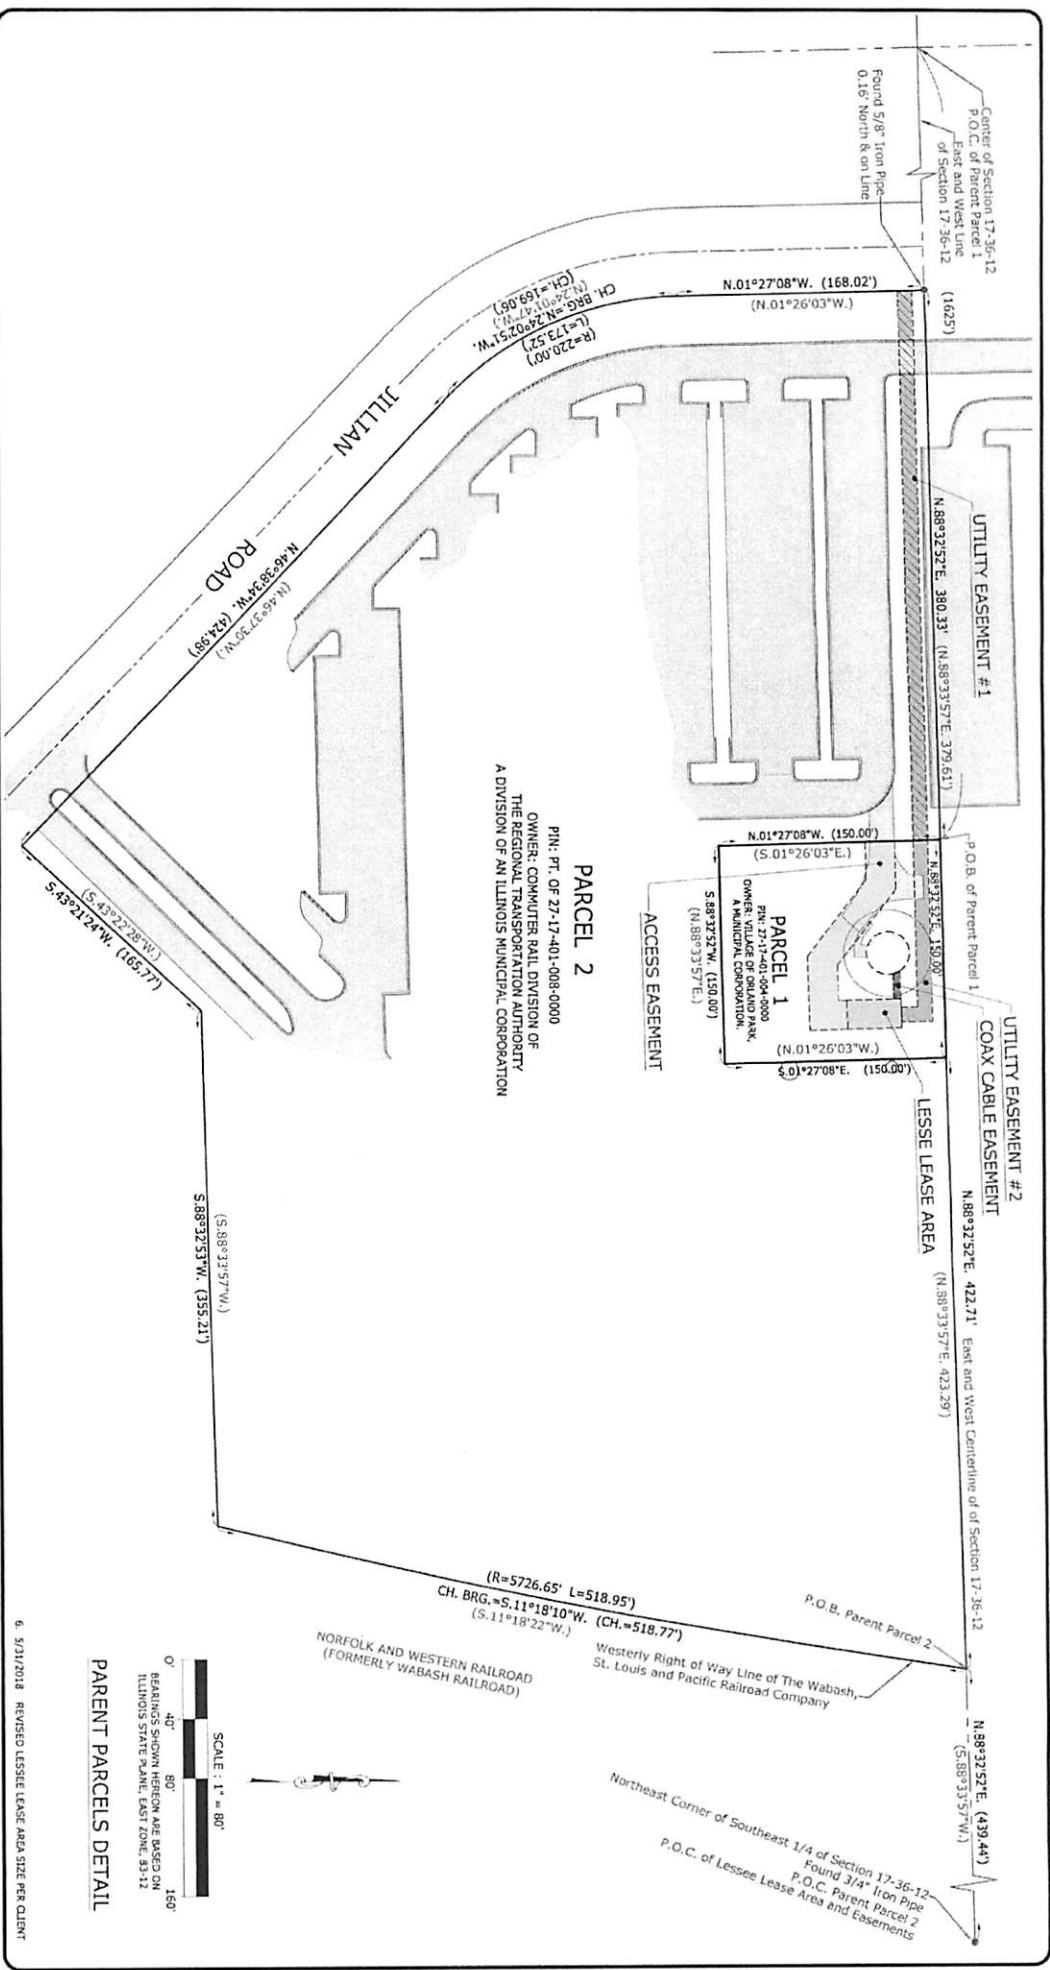 Center of Section 17-36-12
P.O.C. of Parent Parcel 1
East and West Line
of Section 17-36-12
(1625')
Found 5/8" Iron Pipe
0.16' North & on Line
N.01°27'08"W. (168.02')
(N.01°26'03"W.)
CH. BRG.=N.24°02'51"W.
(N.24°01'47"W.)
(CH.=169.06')
(R=220.00')
(L=173.52')
JILLIAN ROAD
N.46°38'34"W. (424.98')
(N.46°37'30"W.)
UTILITY EASEMENT #1
N.88°32'52"E. 380.33' (N.88°33'57"E. 379.61')
P.O.B. of Parent Parcel 1
N.88°32'52"E. 150.00'
N.01°27'08"W. (150.00')
(S.01°26'03"E.)
S.88°32'52"W. (150.00')
(N.88°33'57"E.)
PARCEL 1
PIN: 27-17-401-004-0000
OWNER: VILLAGE OF ORLAND PARK,
A MUNICIPAL CORPORATION.
(N.01°26'03"W.)
S.01°27'08"E. (150.00')
ACCESS EASEMENT
UTILITY EASEMENT #2
COAX CABLE EASEMENT
LESSE LEASE AREA
N.88°32'52"E. 422.71' East and West Centerline of of Section 17-36-12
(N.88°33'57"E. 423.29')
PARCEL 2
PIN: PT. OF 27-17-401-008-0000
OWNER: COMMUTER RAIL DIVISION OF
THE REGIONAL TRANSPORTATION AUTHORITY
A DIVISION OF AN ILLINOIS MUNICIPAL CORPORATION
(S.43°22'28"W.)
S.43°21'24"W. (165.77')
(S.88°33'57"W.)
S.88°32'53"W. (355.21')
(R=5726.65' L=518.95')
CH. BRG.=S.11°18'10"W. (CH.=518.77')
(S.11°18'22"W.)
P.O.B. Parent Parcel 2
Westerly Right of Way Line of The Wabash,
St. Louis and Pacific Railroad Company
NORFOLK AND WESTERN RAILROAD
(FORMERLY WABASH RAILROAD)
N.88°32'52"E. (439.44')
(S.88°33'57"W.)
Northeast Corner of Southeast 1/4 of Section 17-36-12
Found 3/4" Iron Pipe
P.O.C. Parent Parcel 2
P.O.C. of Lessee Lease Area and Easements
SCALE : 1" = 80'
0' 40' 80' 160'
BEARINGS SHOWN HEREON ARE BASED ON
ILLINOIS STATE PLANE, EAST ZONE, 83-12
PARENT PARCELS DETAIL
6. 5/31/2018 REVISED LESSEE LEASE AREA SIZE PER CLIENT